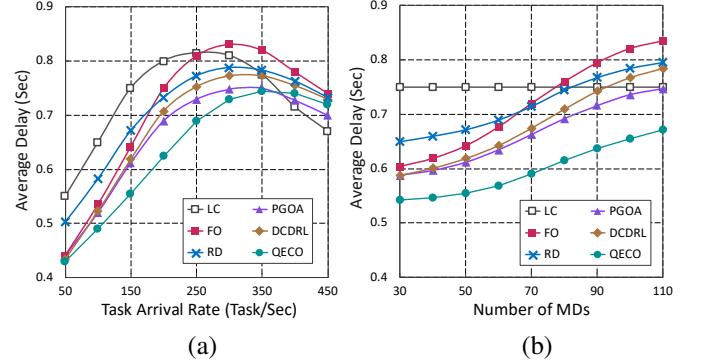 0.9
0.8
0.7
0.6
0.5
0.4
Average Delay (Sec)
50 150 250 350 450
Task Arrival Rate (Task/Sec)
LC PGOA
FO DCDRL
RD QECO
(a)
0.9
0.8
0.7
0.6
0.5
0.4
Average Delay (Sec)
30 50 70 90 110
Number of MDs
LC PGOA
FO DCDRL
RD QECO
(b)